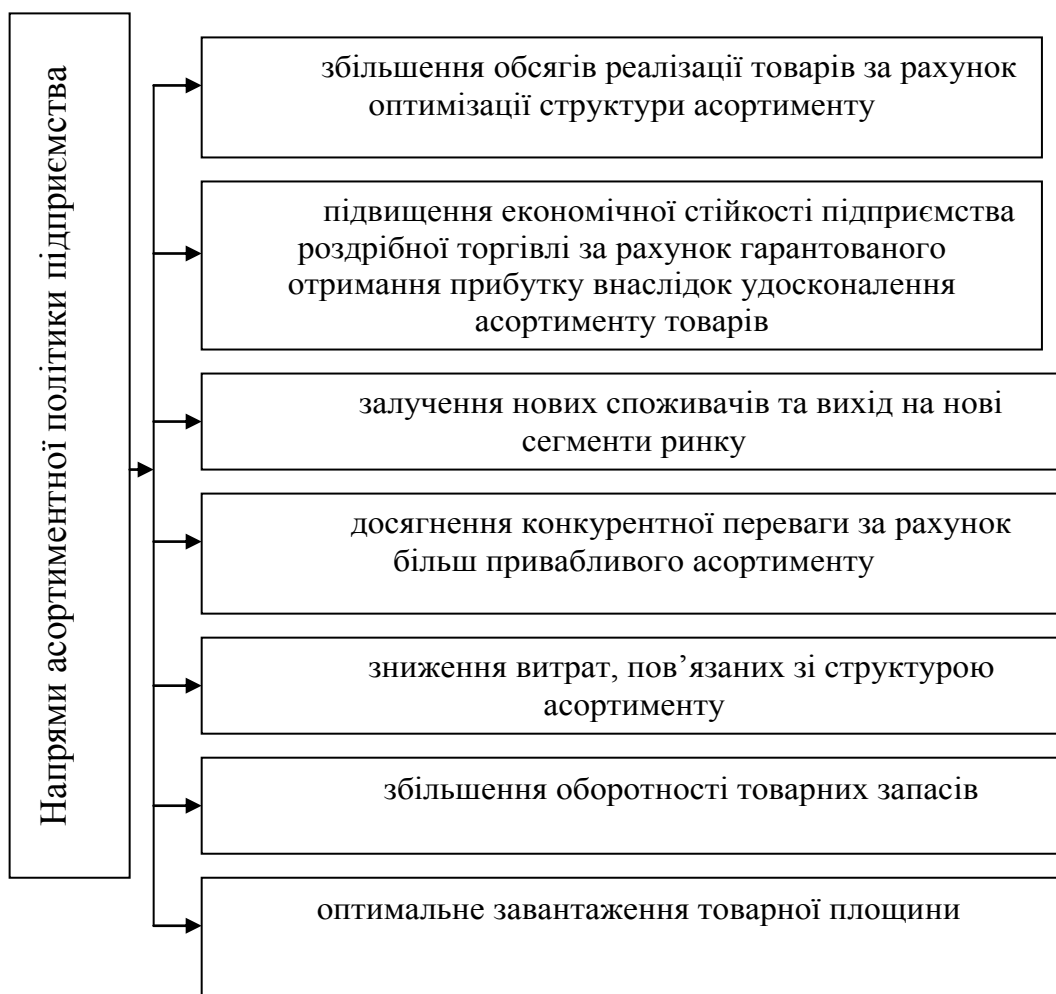 Напрями асортиментної політики підприємства
збільшення обсягів реалізації товарів за рахунок
оптимізації структури асортименту
підвищення економічної стійкості підприємства
роздрібної торгівлі за рахунок гарантованого
отримання прибутку внаслідок удосконалення
асортименту товарів
залучення нових споживачів та вихід на нові
сегменти ринку
досягнення конкурентної переваги за рахунок
більш привабливого асортименту
зниження витрат, пов’язаних зі структурою
асортименту
збільшення оборотності товарних запасів
оптимальне завантаження товарної площини